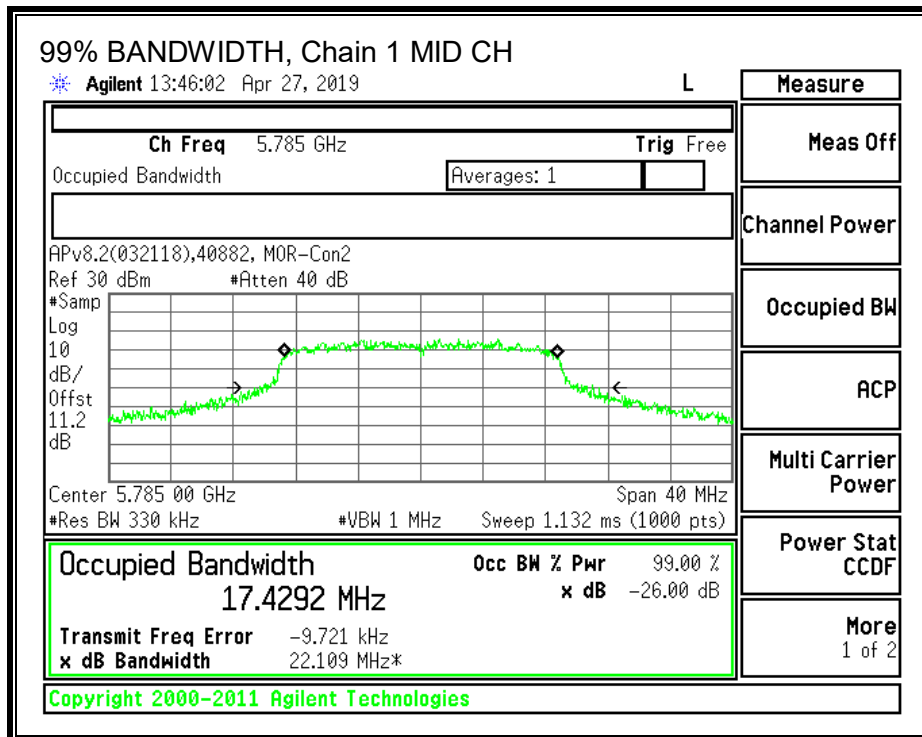 99% BANDWIDTH, Chain 1 MID CH
Agilent 13:46:02 Apr 27, 2019 L
Measure
Ch Freq 5.785 GHz Trig Free
Meas Off
Occupied Bandwidth Averages: 1
Channel Power
APv8.2(032118),40882, MOR-Con2
Ref 30 dBm #Atten 40 dB
#Samp
Log
10
dB/
Offst
11.2
dB
Occupied BW
ACP
Multi Carrier
Power
Center 5.785 00 GHz Span 40 MHz
#Res BW 330 kHz #VBW 1 MHz Sweep 1.132 ms (1000 pts)
Power Stat
CCDF
Occupied Bandwidth Occ BW % Pwr 99.00 %
17.4292 MHz x dB -26.00 dB
Transmit Freq Error -9.721 kHz
x dB Bandwidth 22.109 MHz*
More
1 of 2
Copyright 2000-2011 Agilent Technologies